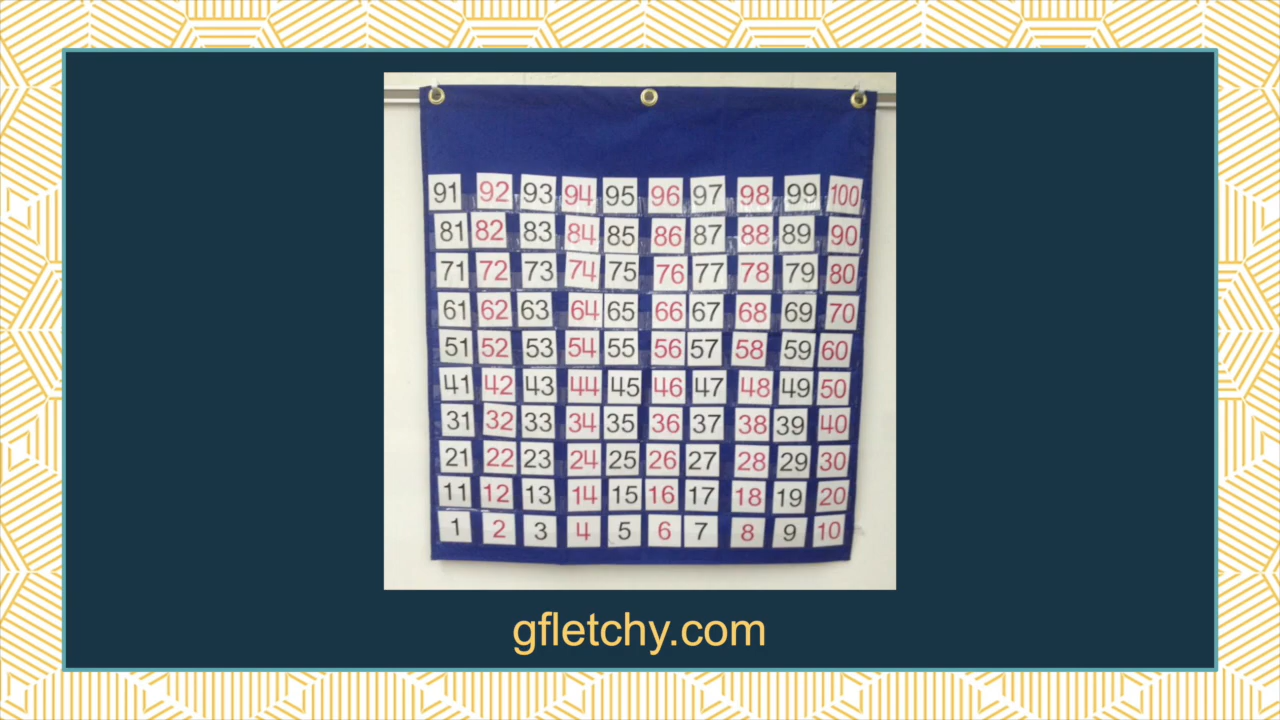 91 92 93 94 95 96 97 98 99 100
81 82 83 84 85 86 87 88 89 90
71 72 73 74 75 76 77 78 79 80
61 62 63 64 65 66 67 68 69 70
51 52 53 54 55 56 57 58 59 60
41 42 43 44 45 46 47 48 49 50
31 32 33 34 35 36 37 38 39 40
21 22 23 24 25 26 27 28 29 30
11 12 13 14 15 16 17 18 19 20
1 2 3 4 5 6 7 8 9 10
gfletchy.com